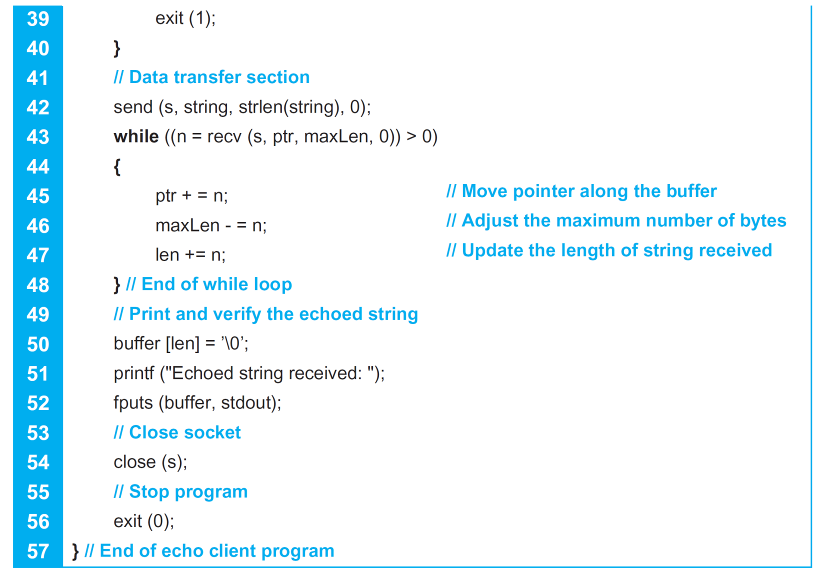 39 exit (1);
40 }
41 // Data transfer section
42 send (s, string, strlen(string), 0);
43 while ((n = recv (s, ptr, maxLen, 0)) > 0)
44 {
45 ptr + = n; // Move pointer along the buffer
46 maxLen - = n; // Adjust the maximum number of bytes
47 len += n; // Update the length of string received
48 } // End of while loop
49 // Print and verify the echoed string
50 buffer [len] = ’\0’;
51 printf ("Echoed string received: ");
52 fputs (buffer, stdout);
53 // Close socket
54 close (s);
55 // Stop program
56 exit (0);
57 } // End of echo client program